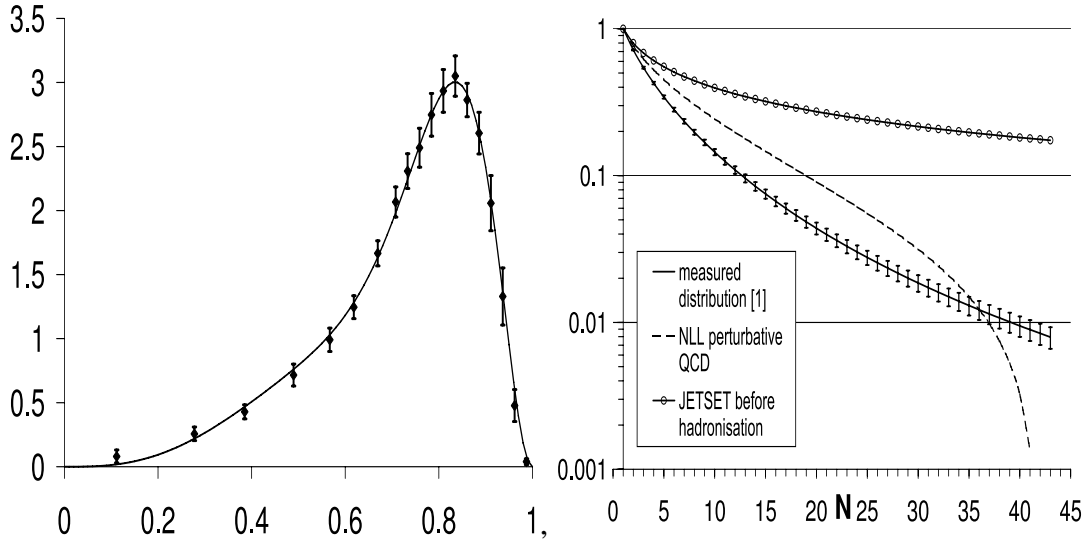 3.5
3
2.5
2
1.5
1
0.5
0
0 0.2 0.4 0.6 0.8 1,
1
0.1
0.01
0.001
measured
distribution [1]
NLL perturbative
QCD
JETSET before
hadronisation
0 5 10 15 20 N 25 30 35 40 45